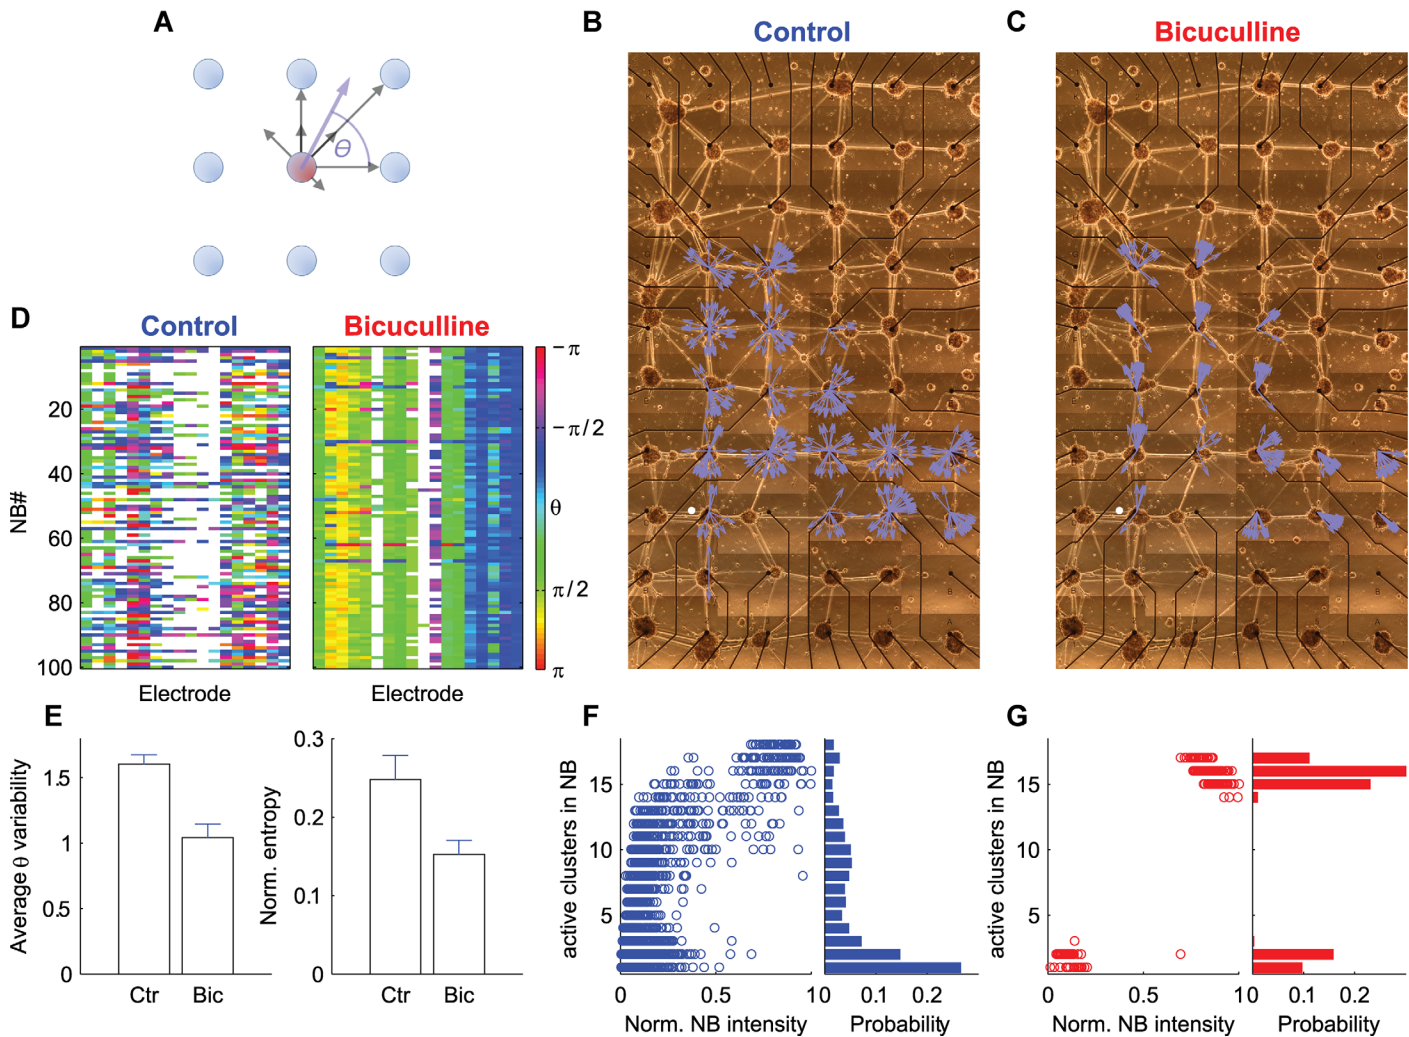 A
θ
B
Control
C
Bicuculline
D
Control
Bicuculline
NB#
20
40
60
80
100
Electrode
Electrode
−π
−π/2
θ
π/2
π
E
Average θ variability
1.5
1
0.5
0
Ctr
Bic
Norm. entropy
0.3
0.2
0.1
0
Ctr
Bic
F
active clusters in NB
15
10
5
0
0.5
1
Norm. NB intensity
0
0.1
0.2
Probability
G
active clusters in NB
15
10
5
0
0.5
1
Norm. NB intensity
0
0.1
0.2
Probability